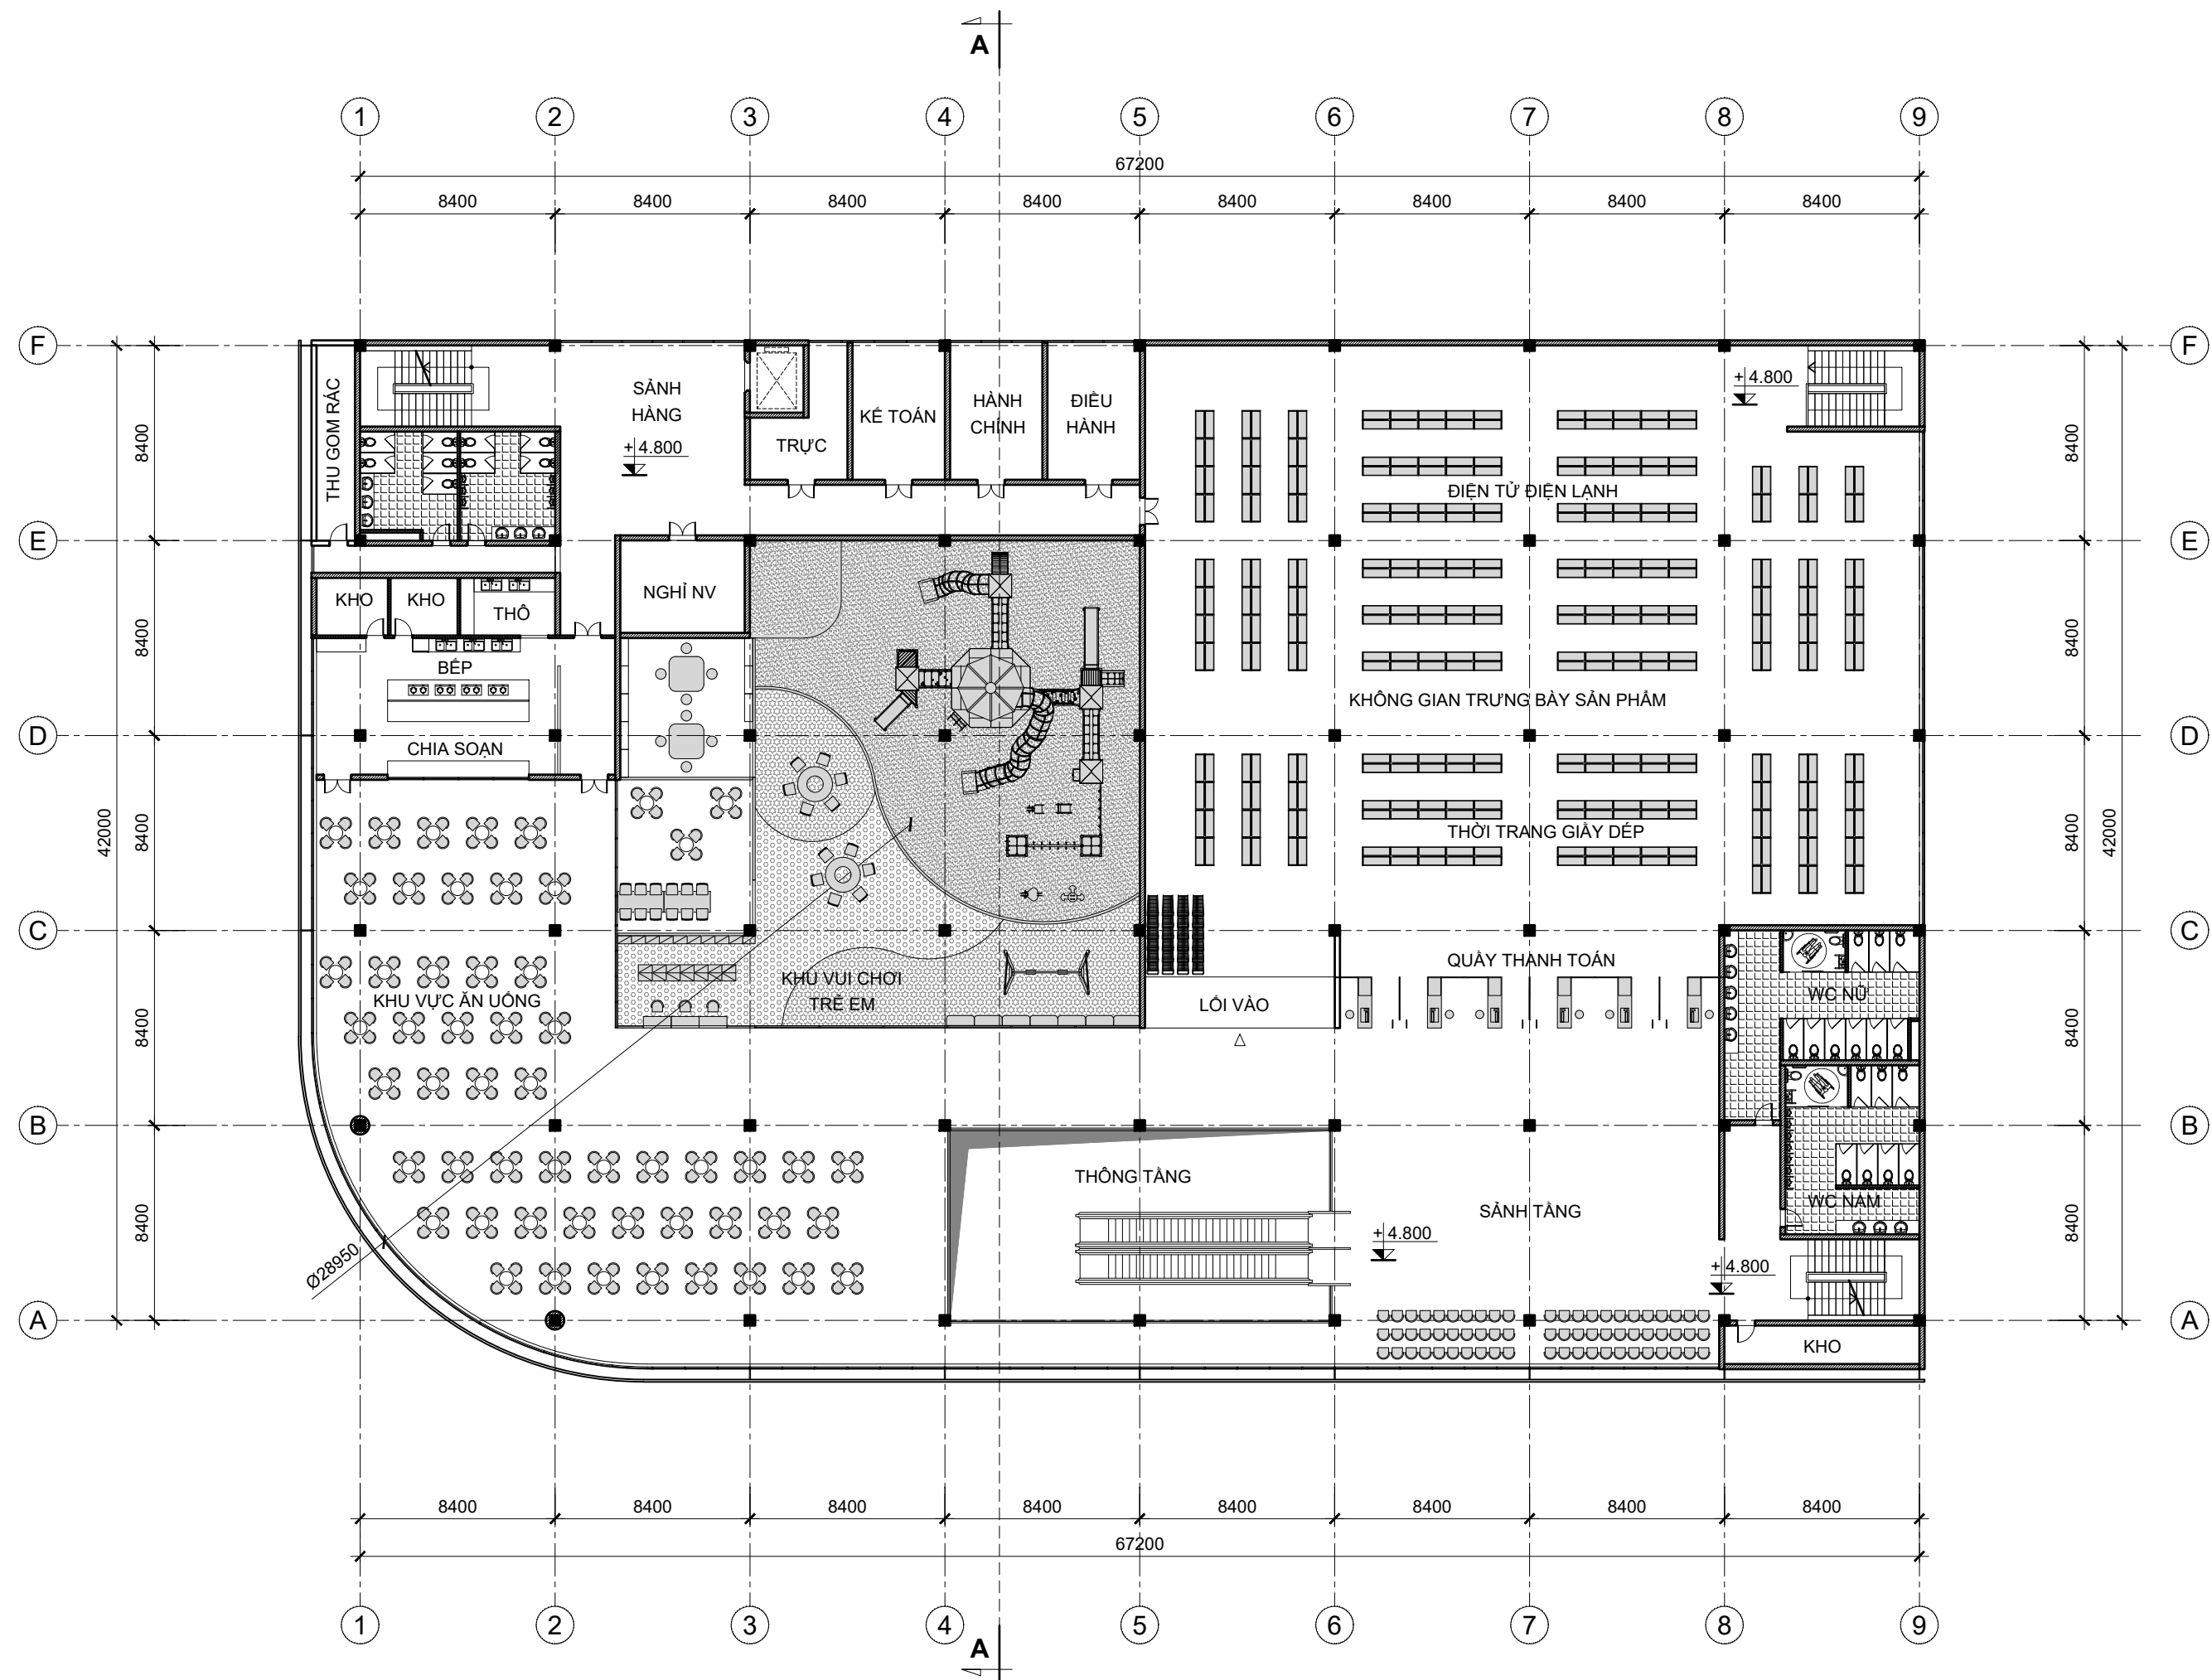 A
1 2 3 4 5 6 7 8 9
67200
8400 8400 8400 8400 8400 8400 8400 8400
F F
THU GOM RÁC
SẢNH
HÀNG
+ 4.800
TRỰC
KẾ TOÁN
HÀNH
CHÍNH
ĐIỀU
HÀNH
+ 4.800
8400 8400
ĐIỆN TỬ ĐIỆN LẠNH
E E
KHO KHO THÔ
NGHỈ NV
8400 8400
BẾP
KHÔNG GIAN TRƯNG BÀY SẢN PHẨM
D D
CHIA SOẠN
42000 42000
8400 8400
THỜI TRANG GIẦY DÉP
C C
KHU VỰC ĂN UỐNG
KHU VUI CHƠI
TRẺ EM
LỐI VÀO
QUẦY THANH TOÁN
WC NỮ
8400 8400
B B
THÔNG TẦNG
SẢNH TẦNG
WC NAM
8400 8400
+ 4.800
+ 4.800
Ø28950
A A
KHO
8400 8400 8400 8400 8400 8400 8400 8400
67200
1 2 3 4 5 6 7 8 9
A